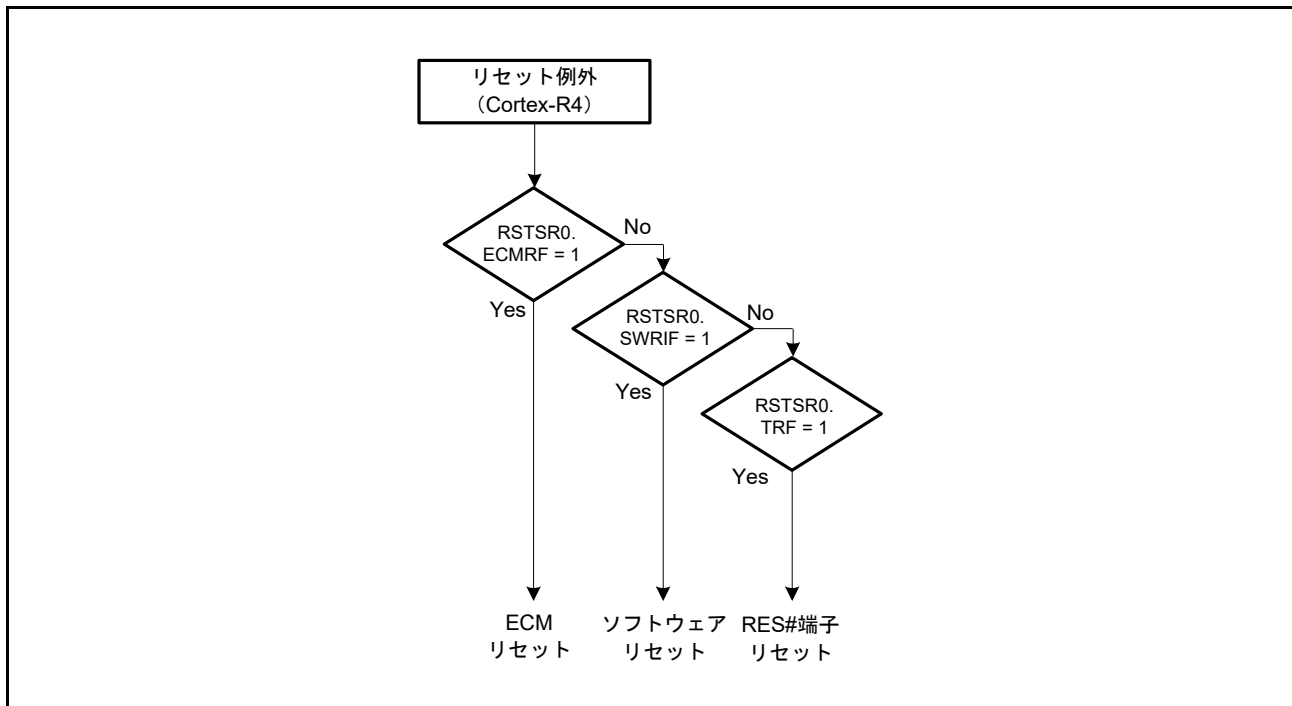 リセット例外
（Cortex-R4）
RSTSR0.
ECMRF = 1
No
Yes
RSTSR0.
SWRIF = 1
No
Yes
RSTSR0.
TRF = 1
Yes
ECM
リセット
ソフトウェア
リセット
RES#端子
リセット